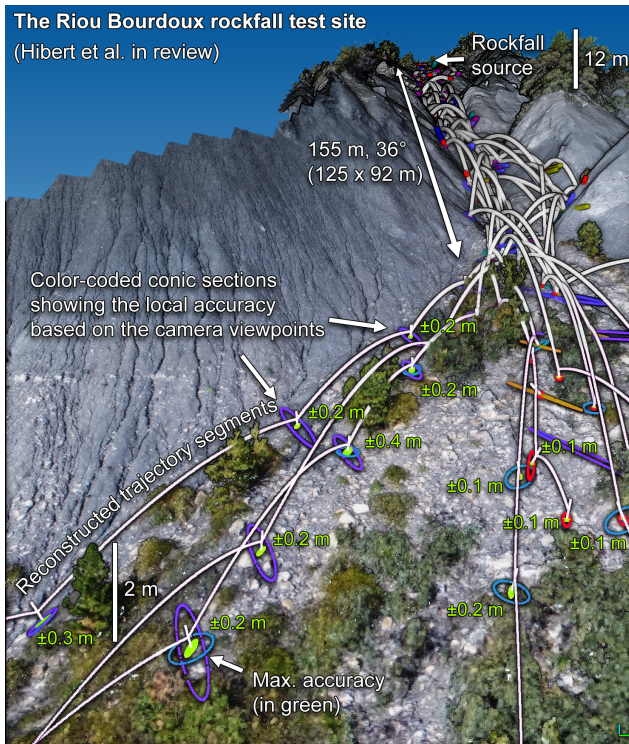 The Riou Bourdoux rockfall test site
(Hibert et al. in review)
Rockfall
source
12 m
155 m, 36°
(125 x 92 m)
Color-coded conic sections
showing the local accuracy
based on the camera viewpoints
±0.2 m
±0.2 m
±0.2 m
±0.4 m
Reconstructed trajectory segments
±0.1 m
±0.1 m
±0.1 m
±0.1 m
±0.2 m
2 m
±0.2 m
±0.2 m
±0.3 m
Max. accuracy
(in green)